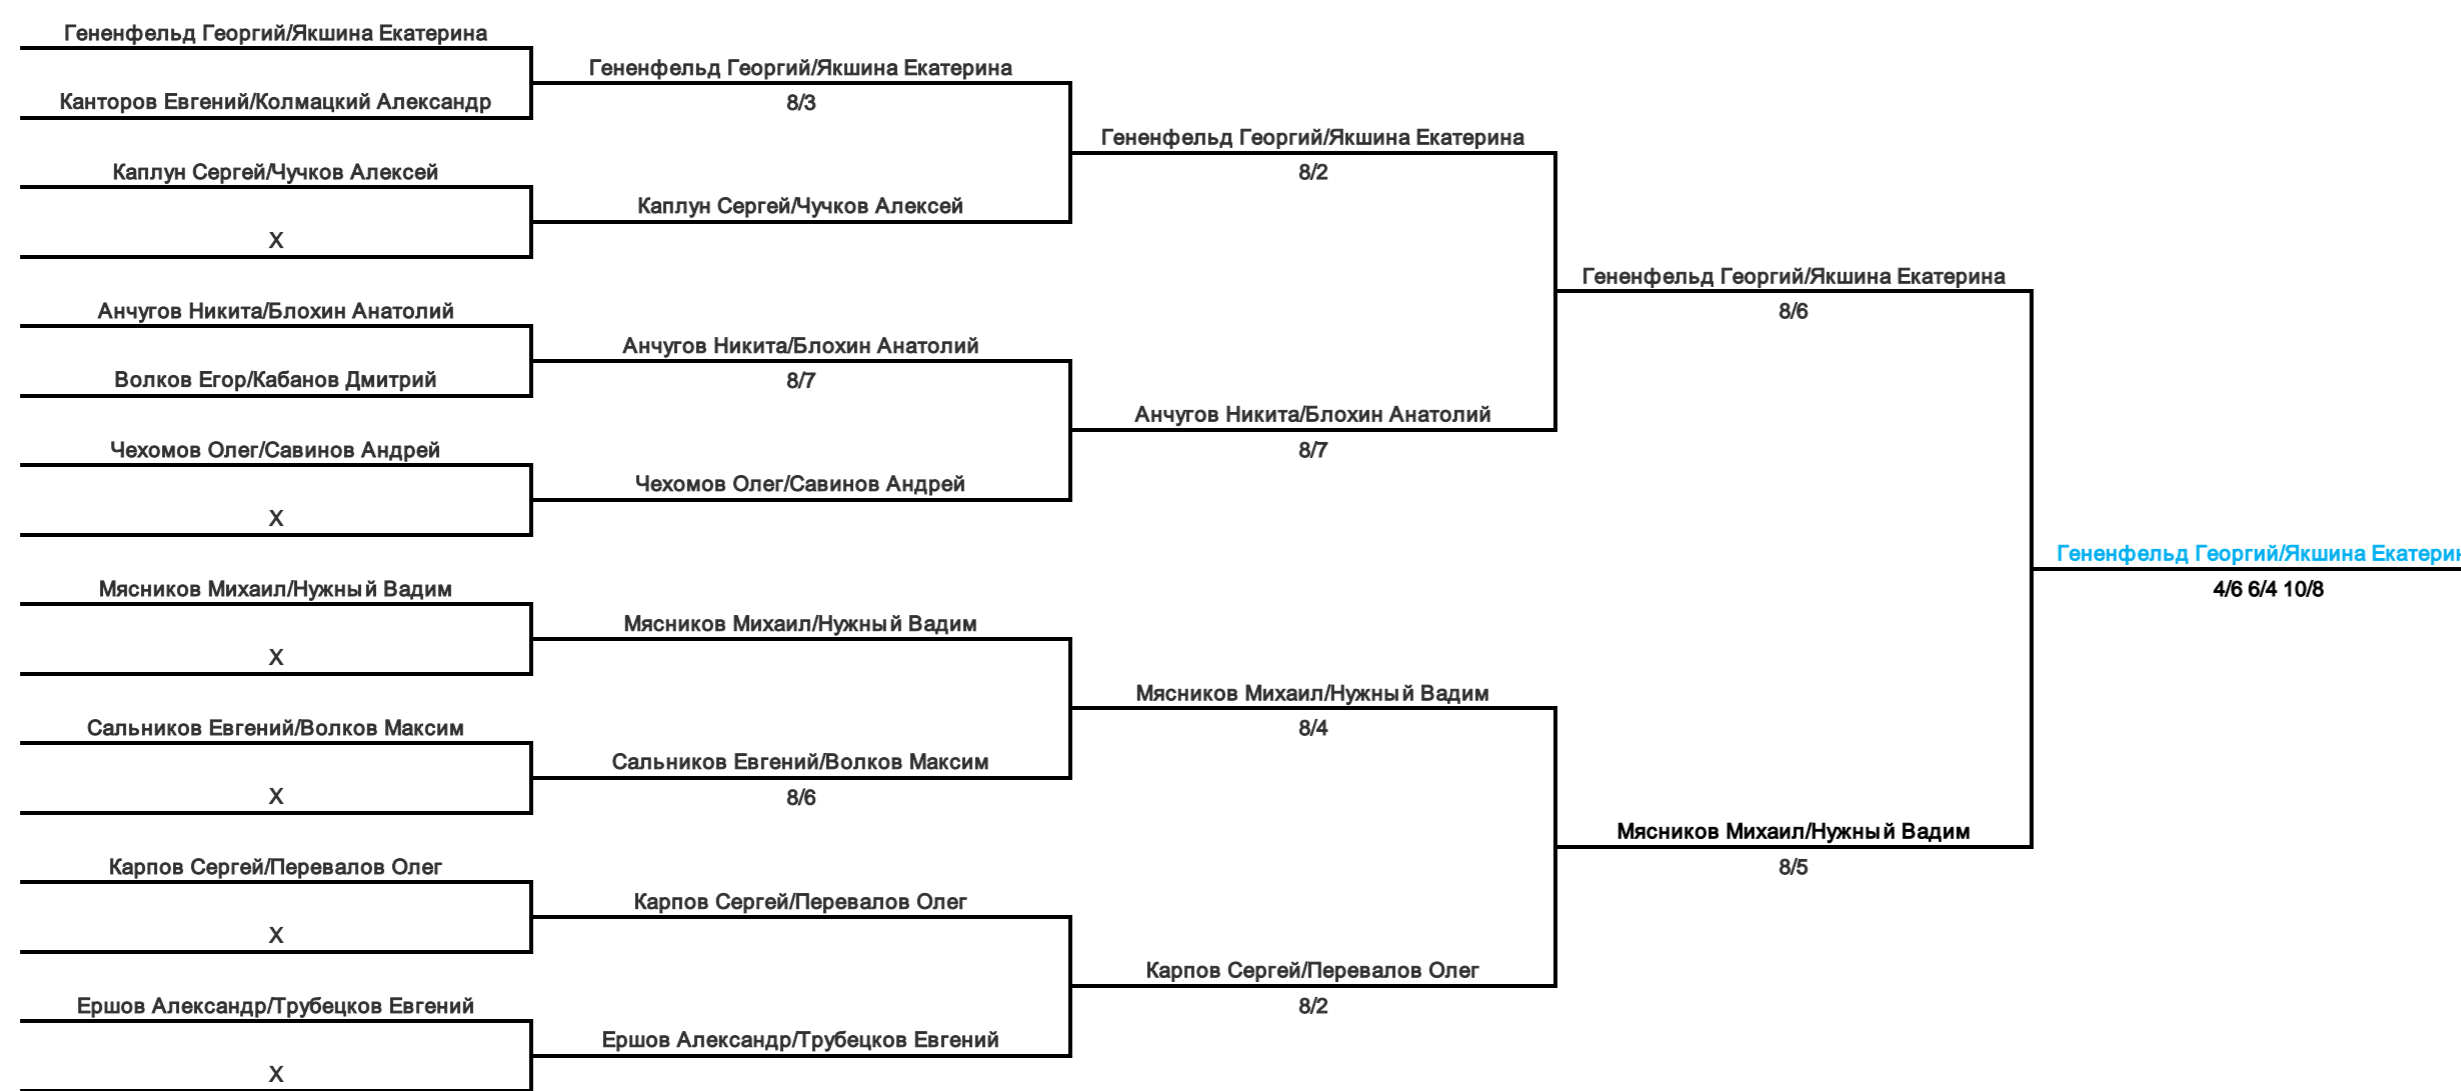 Гененфельд Георгий/Якшина Екатерина
Гененфельд Георгий/Якшина Екатерина
Канторов Евгений/Колмацкий Александр
8/3
Гененфельд Георгий/Якшина Екатерина
Каплун Сергей/Чучков Алексей
8/2
Каплун Сергей/Чучков Алексей
X
Гененфельд Георгий/Якшина Екатерина
Анчугов Никита/Блохин Анатолий
8/6
Анчугов Никита/Блохин Анатолий
Волков Егор/Кабанов Дмитрий
8/7
Анчугов Никита/Блохин Анатолий
Чехомов Олег/Савинов Андрей
8/7
Чехомов Олег/Савинов Андрей
X
Гененфельд Георгий/Якшина Екатерин
Мясников Михаил/Нужный Вадим
4/6 6/4 10/8
Мясников Михаил/Нужный Вадим
X
Мясников Михаил/Нужный Вадим
Сальников Евгений/Волков Максим
8/4
Сальников Евгений/Волков Максим
X
8/6
Мясников Михаил/Нужный Вадим
Карпов Сергей/Перевалов Олег
8/5
Карпов Сергей/Перевалов Олег
X
Карпов Сергей/Перевалов Олег
Ершов Александр/Трубецков Евгений
8/2
Ершов Александр/Трубецков Евгений
X